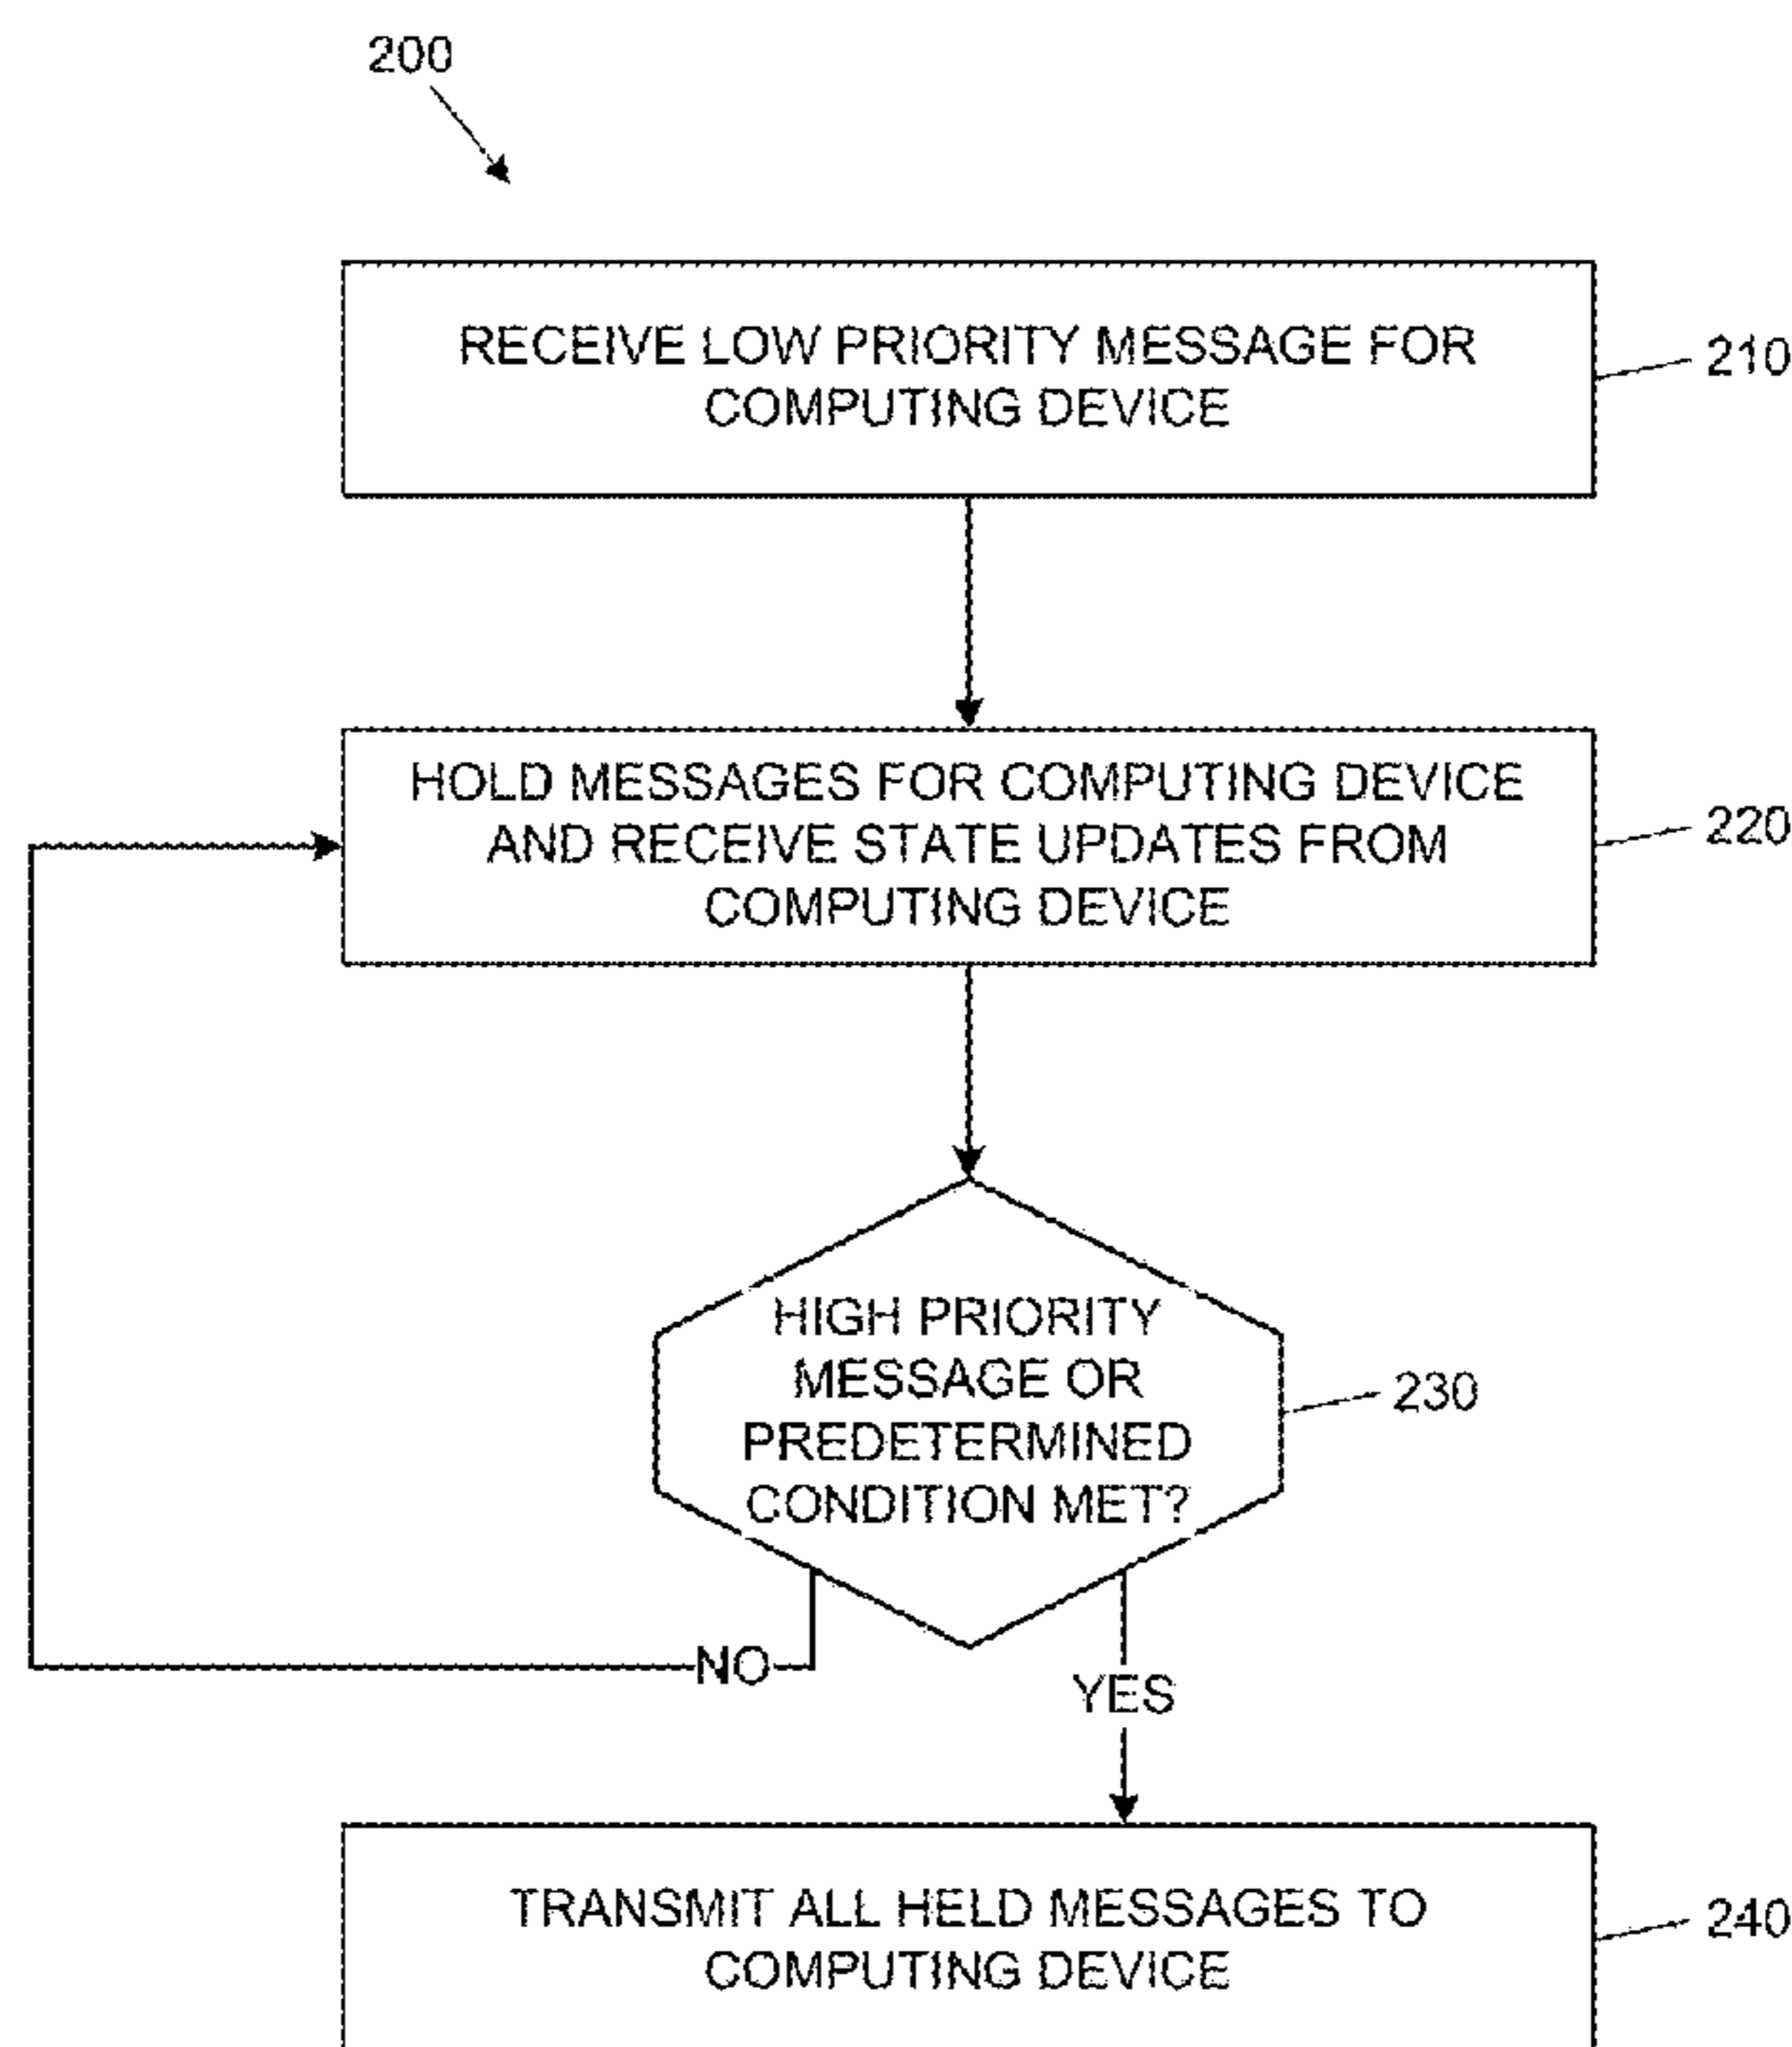 200
RECEIVE LOW PRIORITY MESSAGE FOR
COMPUTING DEVICE
210
HOLD MESSAGES FOR COMPUTING DEVICE
AND RECEIVE STATE UPDATES FROM
COMPUTING DEVICE
220
HIGH PRIORITY
MESSAGE OR
PREDETERMINED
CONDITION MET?
230
NO
YES
TRANSMIT ALL HELD MESSAGES TO
COMPUTING DEVICE
240